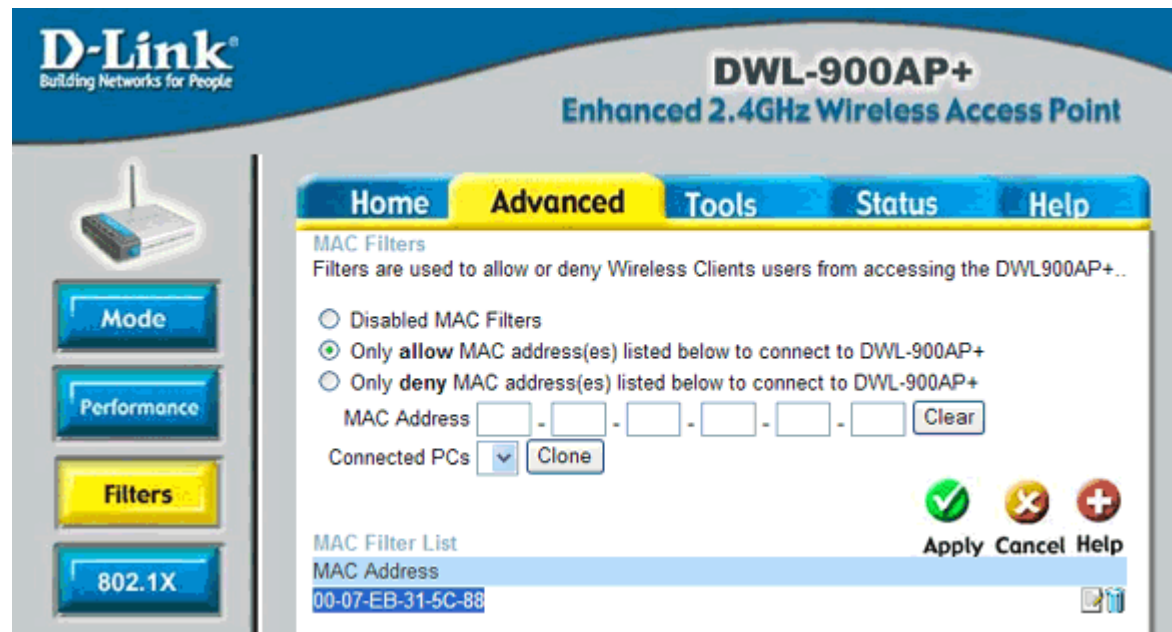 D-Link
Building Networks for People
DWL-900AP+
Enhanced 2.4GHz Wireless Access Point
Home Advanced Tools Status Help
MAC Filters
Filters are used to allow or deny Wireless Clients users from accessing the DWL900AP+..
Disabled MAC Filters
Only allow MAC address(es) listed below to connect to DWL-900AP+
Only deny MAC address(es) listed below to connect to DWL-900AP+
MAC Address - - - - - Clear
Connected PCs Clone
Apply Cancel Help
MAC Filter List
MAC Address
00-07-EB-31-5C-88
Mode
Performance
Filters
802.1X